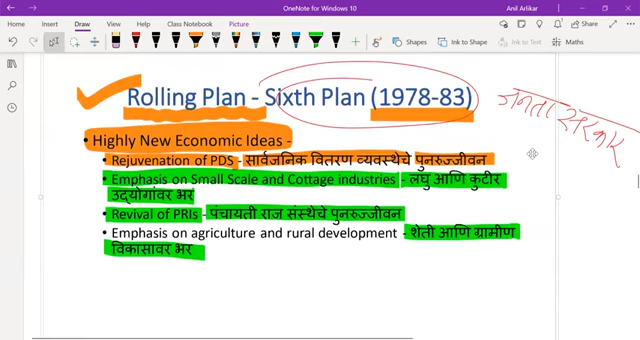 OneNote for Windows 10
Anil Arlikar
Home
Insert
Draw
View
Help
Class Notebook
Shapes
Ink to Shape
Ink to Text
Maths
Rolling Plan - Sixth Plan (1978-83)
जनता सरकार
• Highly New Economic Ideas -
• Rejuvenation of PDS - सार्वजनिक वितरण व्यवस्थेचे पुनरुज्जीवन
• Emphasis on Small Scale and Cottage industries - लघु आणि कुटीर
उद्योगांवर भर
• Revival of PRIs - पंचायती राज संस्थेचे पुनरुज्जीवन
• Emphasis on agriculture and rural development - शेती आणि ग्रामीण
विकासावर भर